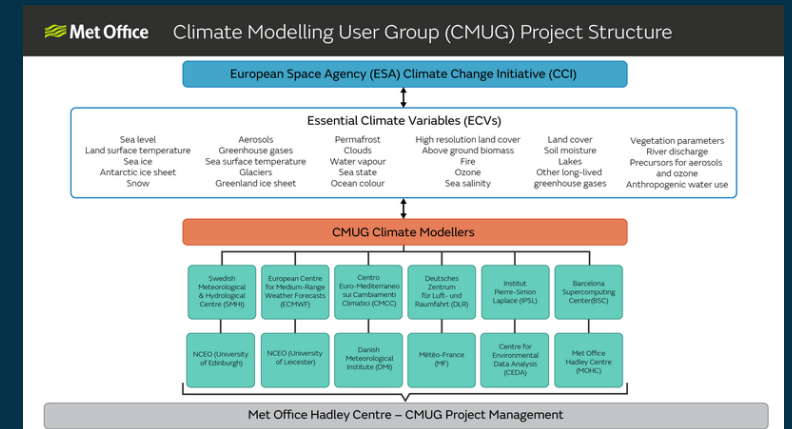 Met Office Climate Modelling User Group (CMUG) Project Structure
European Space Agency (ESA) Climate Change Initiative (CCI)
Essential Climate Variables (ECVs)
Sea level
Land surface temperature
Sea ice
Antarctic ice sheet
Snow
Aerosols
Greenhouse gases
Sea surface temperature
Glaciers
Greenland ice sheet
Permafrost
Clouds
Water vapour
Sea state
Ocean colour
High resolution land cover
Above ground biomass
Fire
Ozone
Sea salinity
Land cover
Soil moisture
Lakes
Other long-lived
greenhouse gases
Vegetation parameters
River discharge
Precursors for aerosols
and ozone
Anthropogenic water use
CMUG Climate Modellers
Swedish
Meteorological
& Hydrological
Centre (SMHI)
European Centre
for Medium-Range
Weather Forecasts
(ECMWF)
Centro
Euro-Mediterraneo
sui Cambiamenti
Climatici (CMCC)
Deutsches
Zentrum
für Luft- und
Raumfahrt (DLR)
Institut
Pierre-Simon
Laplace (IPSL)
Barcelona
Supercomputing
Center(BSC)
NCEO (University
of Edinburgh)
NCEO (University
of Leicester)
Danish
Meteorological
Institute (DMI)
Météo-France
(MF)
Centre for
Environmental
Data Analysis
(CEDA)
Met Office
Hadley Centre
(MOHC)
Met Office Hadley Centre – CMUG Project Management